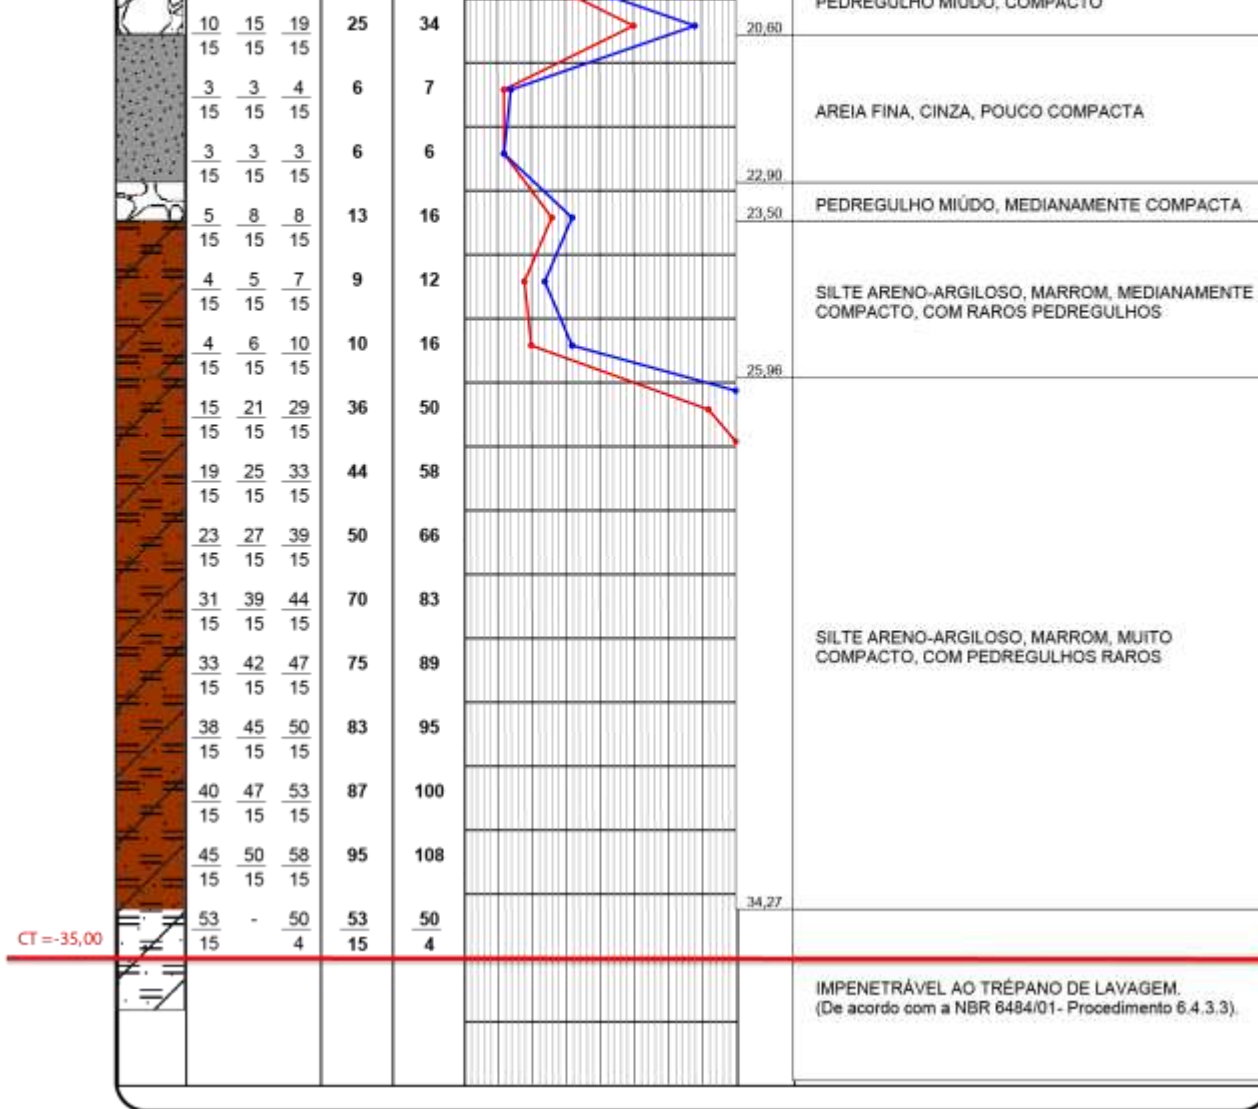 PEDREGULHO MIÚDO, COMPACTO
10 15 19 25 34
20,60
15 15 15
3 3 4 6 7
15 15 15
AREIA FINA, CINZA, POUCO COMPACTA
3 3 3 6 6
15 15 15
22,90
PEDREGULHO MIÚDO, MEDIANAMENTE COMPACTA
5 8 8 13 16
23,50
15 15 15
4 5 7 9 12
15 15 15
SILTE ARENO-ARGILOSO, MARROM, MEDIANAMENTE
COMPACTO, COM RAROS PEDREGULHOS
4 6 10 10 16
15 15 15
25,96
15 21 29 36 50
15 15 15
19 25 33 44 58
15 15 15
23 27 39 50 66
15 15 15
31 39 44 70 83
15 15 15
SILTE ARENO-ARGILOSO, MARROM, MUITO
COMPACTO, COM PEDREGULHOS RAROS
33 42 47 75 89
15 15 15
38 45 50 83 95
15 15 15
40 47 53 87 100
15 15 15
45 50 58 95 108
15 15 15
34,27
53 - 50 53 50
15 4 15 4
CT =-35,00
IMPENETRÁVEL AO TRÉPANO DE LAVAGEM.
(De acordo com a NBR 6484/01- Procedimento 6.4.3.3).